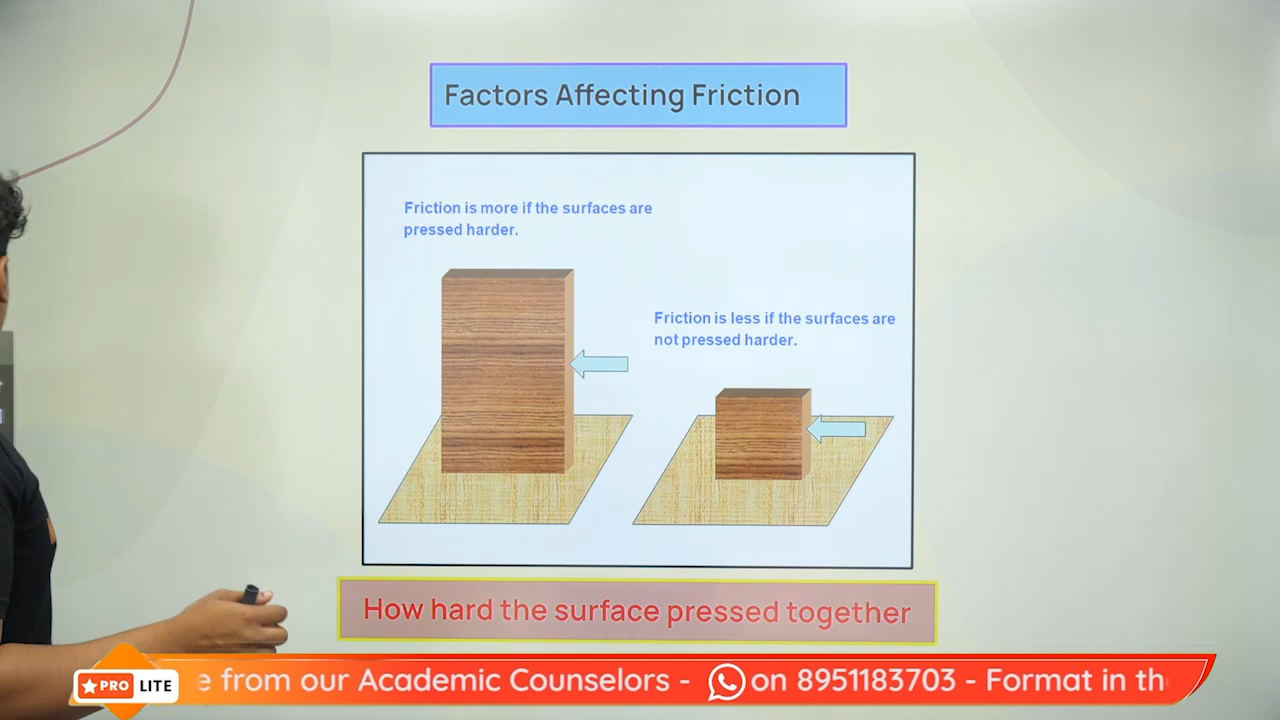 Factors Affecting Friction
Friction is more if the surfaces are
pressed harder.
Friction is less if the surfaces are
not pressed harder.
How hard the surface pressed together
PRO LITE
from our Academic Counselors - on 8951183703 - Format in th